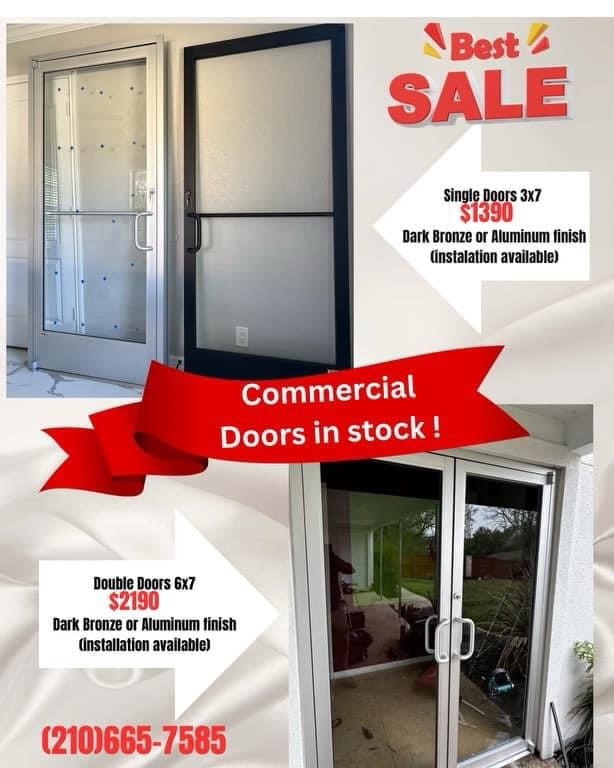 Best
SALE
Single Doors 3x7
$1390
Dark Bronze or Aluminum finish
(instalation available)
Commercial
Doors in stock !
Double Doors 6x7
$2190
Dark Bronze or Aluminum finish
(installation available)
(210)665-7585